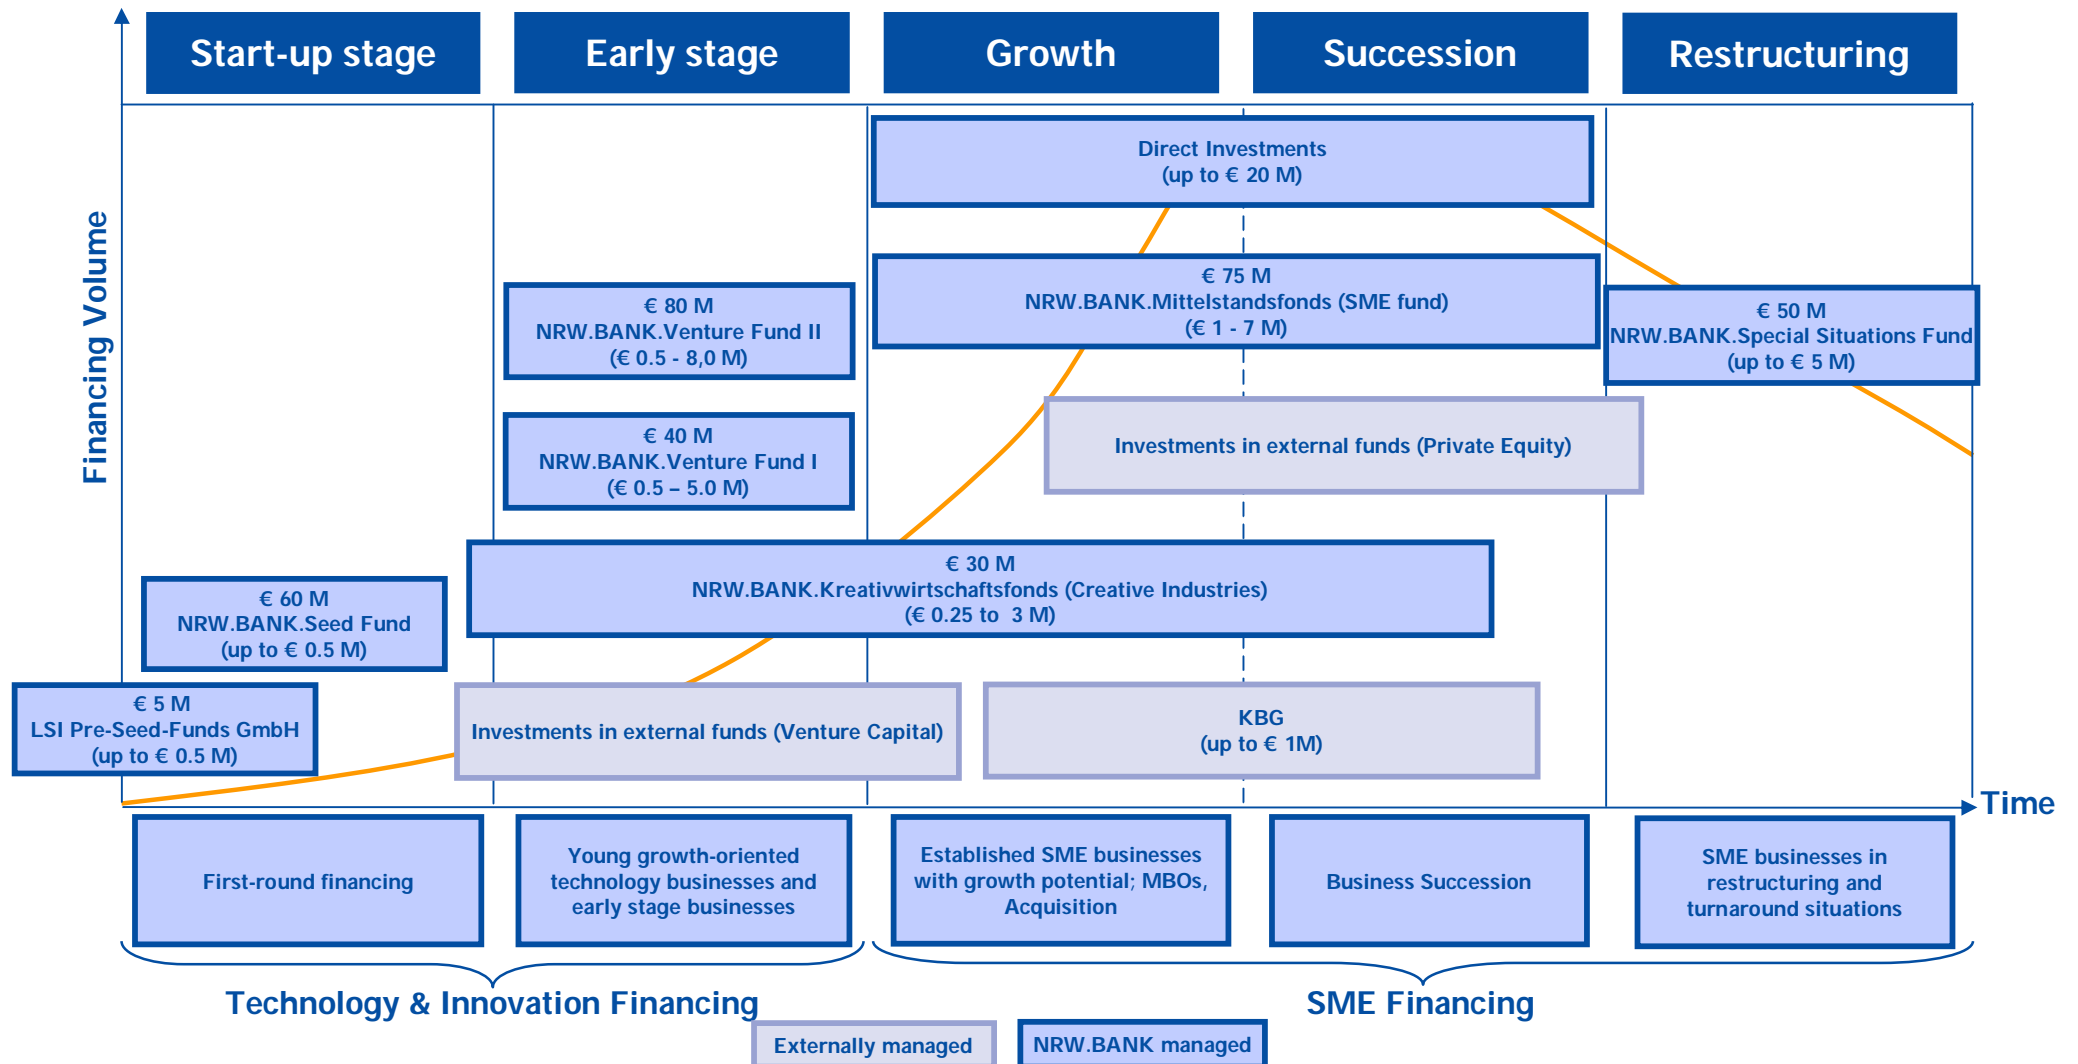 Start-up stage
Early stage
Growth
Succession
Restructuring
Financing Volume
Direct Investments
(up to € 20 M)
€ 75 M
NRW.BANK.Mittelstandsfonds (SME fund)
(€ 1 - 7 M)
€ 80 M
NRW.BANK.Venture Fund II
(€ 0.5 - 8,0 M)
€ 50 M
NRW.BANK.Special Situations Fund
(up to € 5 M)
€ 40 M
NRW.BANK.Venture Fund I
(€ 0.5 – 5.0 M)
Investments in external funds (Private Equity)
€ 30 M
NRW.BANK.Kreativwirtschaftsfonds (Creative Industries)
(€ 0.25 to 3 M)
€ 60 M
NRW.BANK.Seed Fund
(up to € 0.5 M)
€ 5 M
LSI Pre-Seed-Funds GmbH
(up to € 0.5 M)
Investments in external funds (Venture Capital)
KBG
(up to € 1M)
Time
First-round financing
Young growth-oriented
technology businesses and
early stage businesses
Established SME businesses
with growth potential; MBOs,
Acquisition
Business Succession
SME businesses in
restructuring and
turnaround situations
Technology & Innovation Financing
SME Financing
Externally managed
NRW.BANK managed